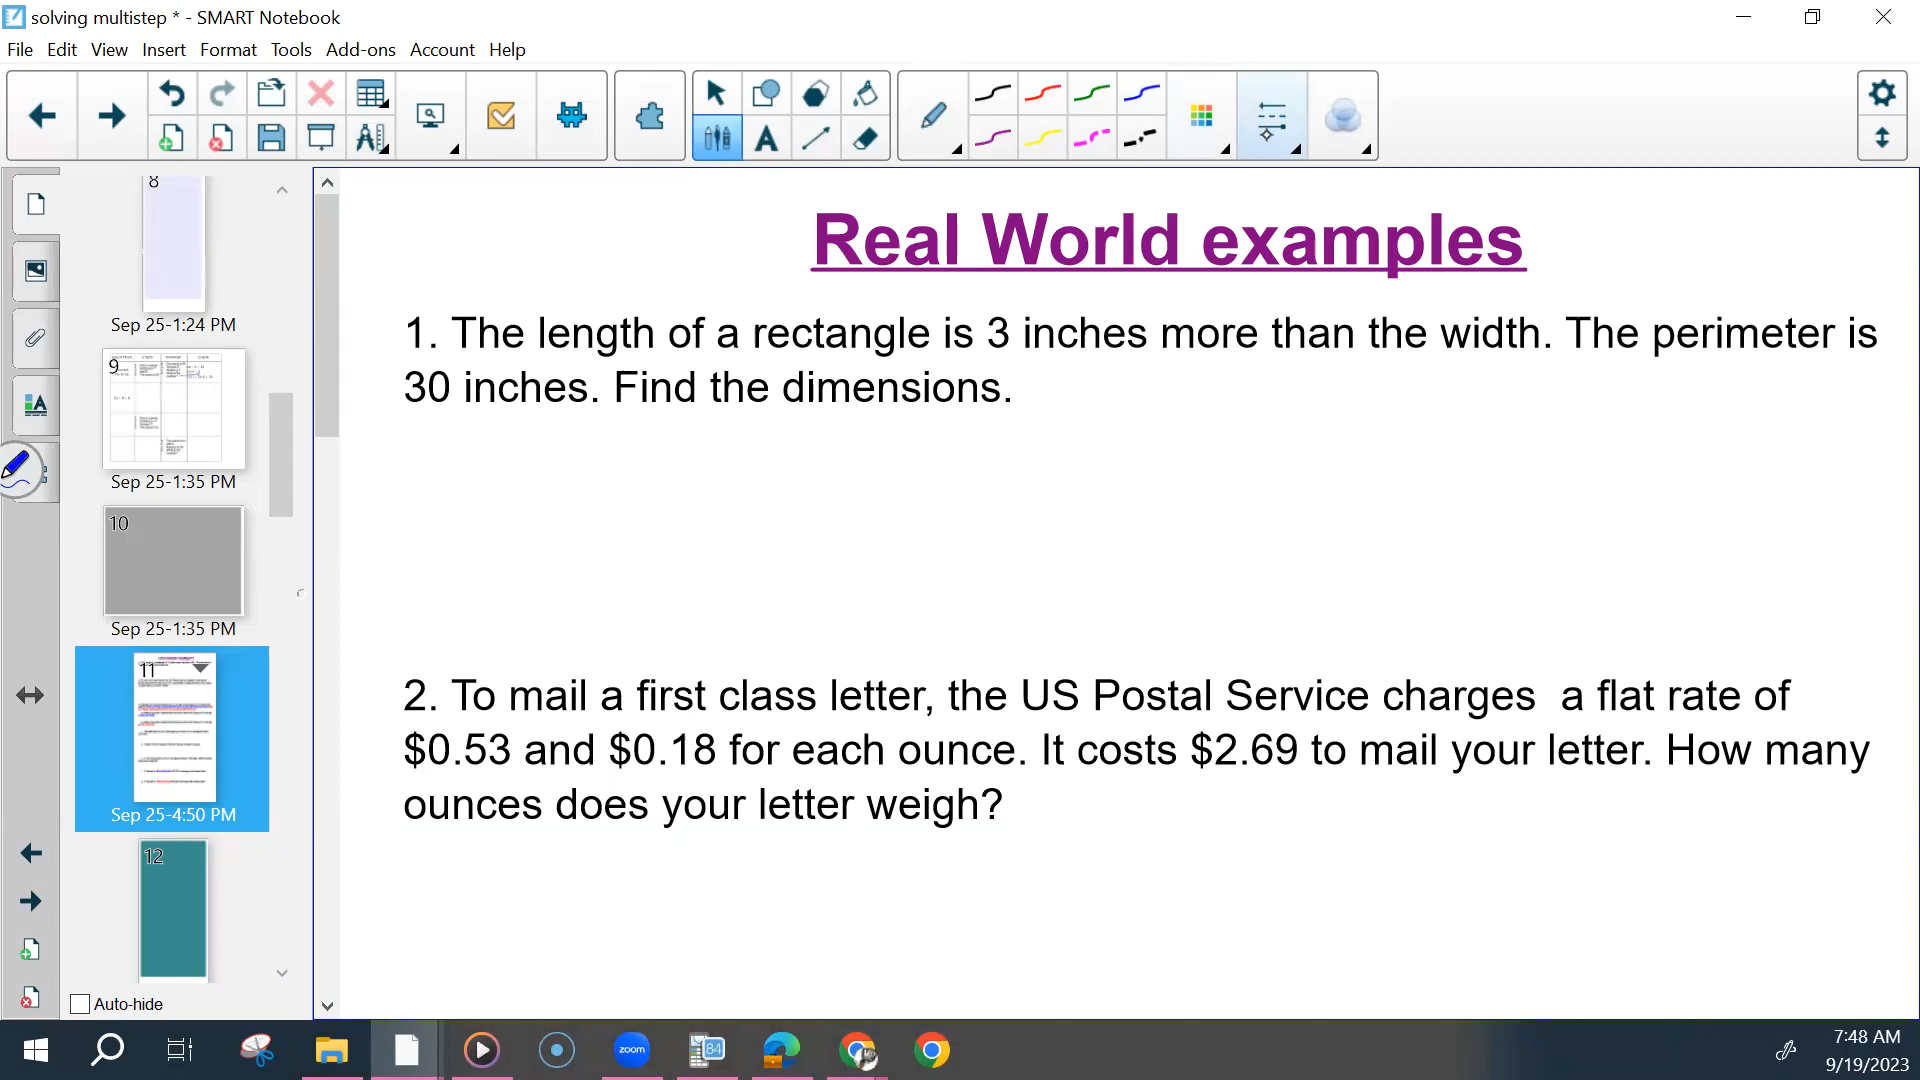 solving multistep * - SMART Notebook
File Edit View Insert Format Tools Add-ons Account Help
8
Sep 25-1:24 PM
9
Sep 25-1:35 PM
10
Sep 25-1:35 PM
11
Sep 25-4:50 PM
12
Auto-hide
Real World examples
1. The length of a rectangle is 3 inches more than the width. The perimeter is
30 inches. Find the dimensions.
2. To mail a first class letter, the US Postal Service charges  a flat rate of
$0.53 and $0.18 for each ounce. It costs $2.69 to mail your letter. How many
ounces does your letter weigh?
zoom
84
7:48 AM
9/19/2023